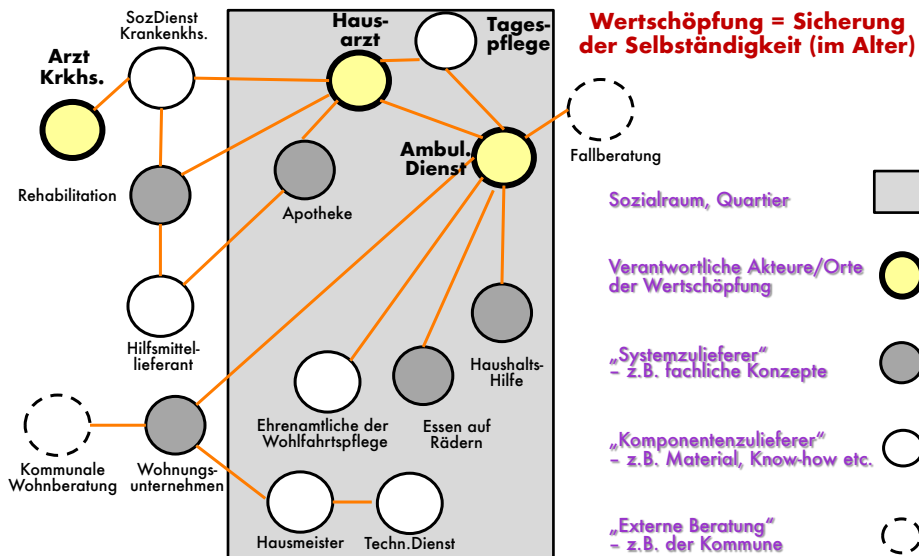 SozDienst
Krankenkhs.
Haus-
arzt
Tages-
pflege
Wertschöpfung = Sicherung
der Selbständigkeit (im Alter)
Arzt
Krkhs.
Ambul.
Dienst
Fallberatung
Rehabilitation
Apotheke
Sozialraum, Quartier
Verantwortliche Akteure/Orte
der Wertschöpfung
Hilfsmittel-
lieferant
Haushalts-
Hilfe
„Systemzulieferer“
– z.B. fachliche Konzepte
Ehrenamtliche der
Wohlfahrtspflege
Essen auf
Rädern
„Komponentenzulieferer“
– z.B. Material, Know-how etc.
Kommunale
Wohnberatung
Wohnungs-
unternehmen
Hausmeister
Techn.Dienst
„Externe Beratung“
– z.B. der Kommune